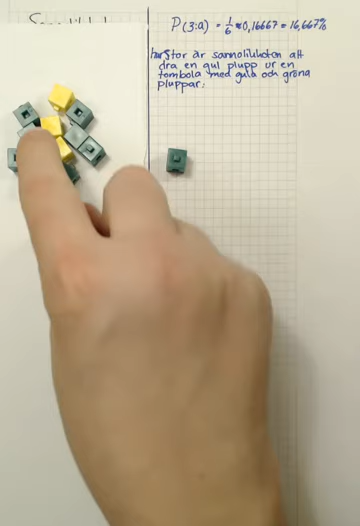 P(3:a) = 1/6 ≈ 0,16667 = 16,667%
hur stor är sannolikheten att
dra en gul plupp ur en
tombola med gula och gröna
pluppar: